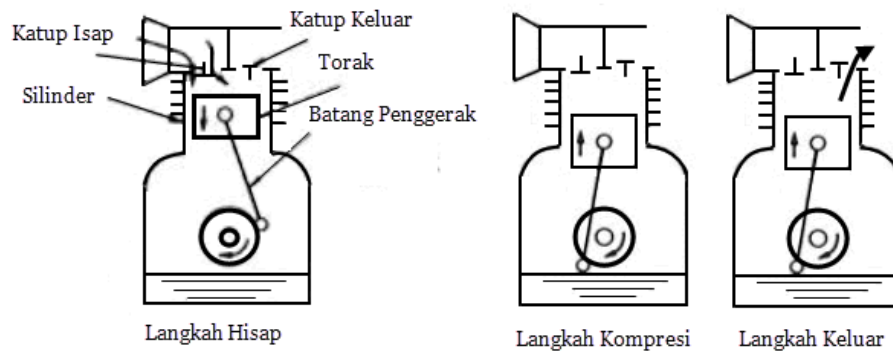 Katup Isap
Katup Keluar
Torak
Silinder
Batang Penggerak
Langkah Hisap
Langkah Kompresi
Langkah Keluar